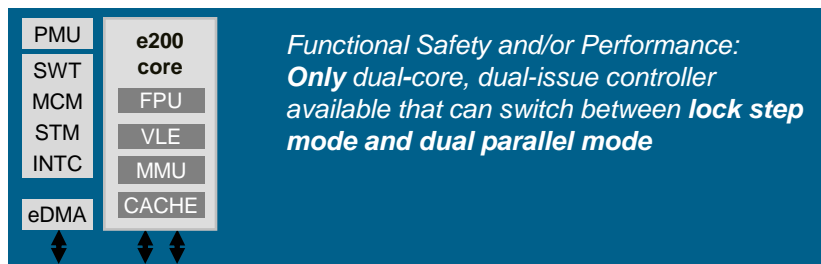 PMU
SWT
MCM
STM
INTC
eDMA
e200
core
FPU
VLE
MMU
CACHE
Functional Safety and/or Performance:
Only dual-core, dual-issue controller
available that can switch between lock step
mode and dual parallel mode